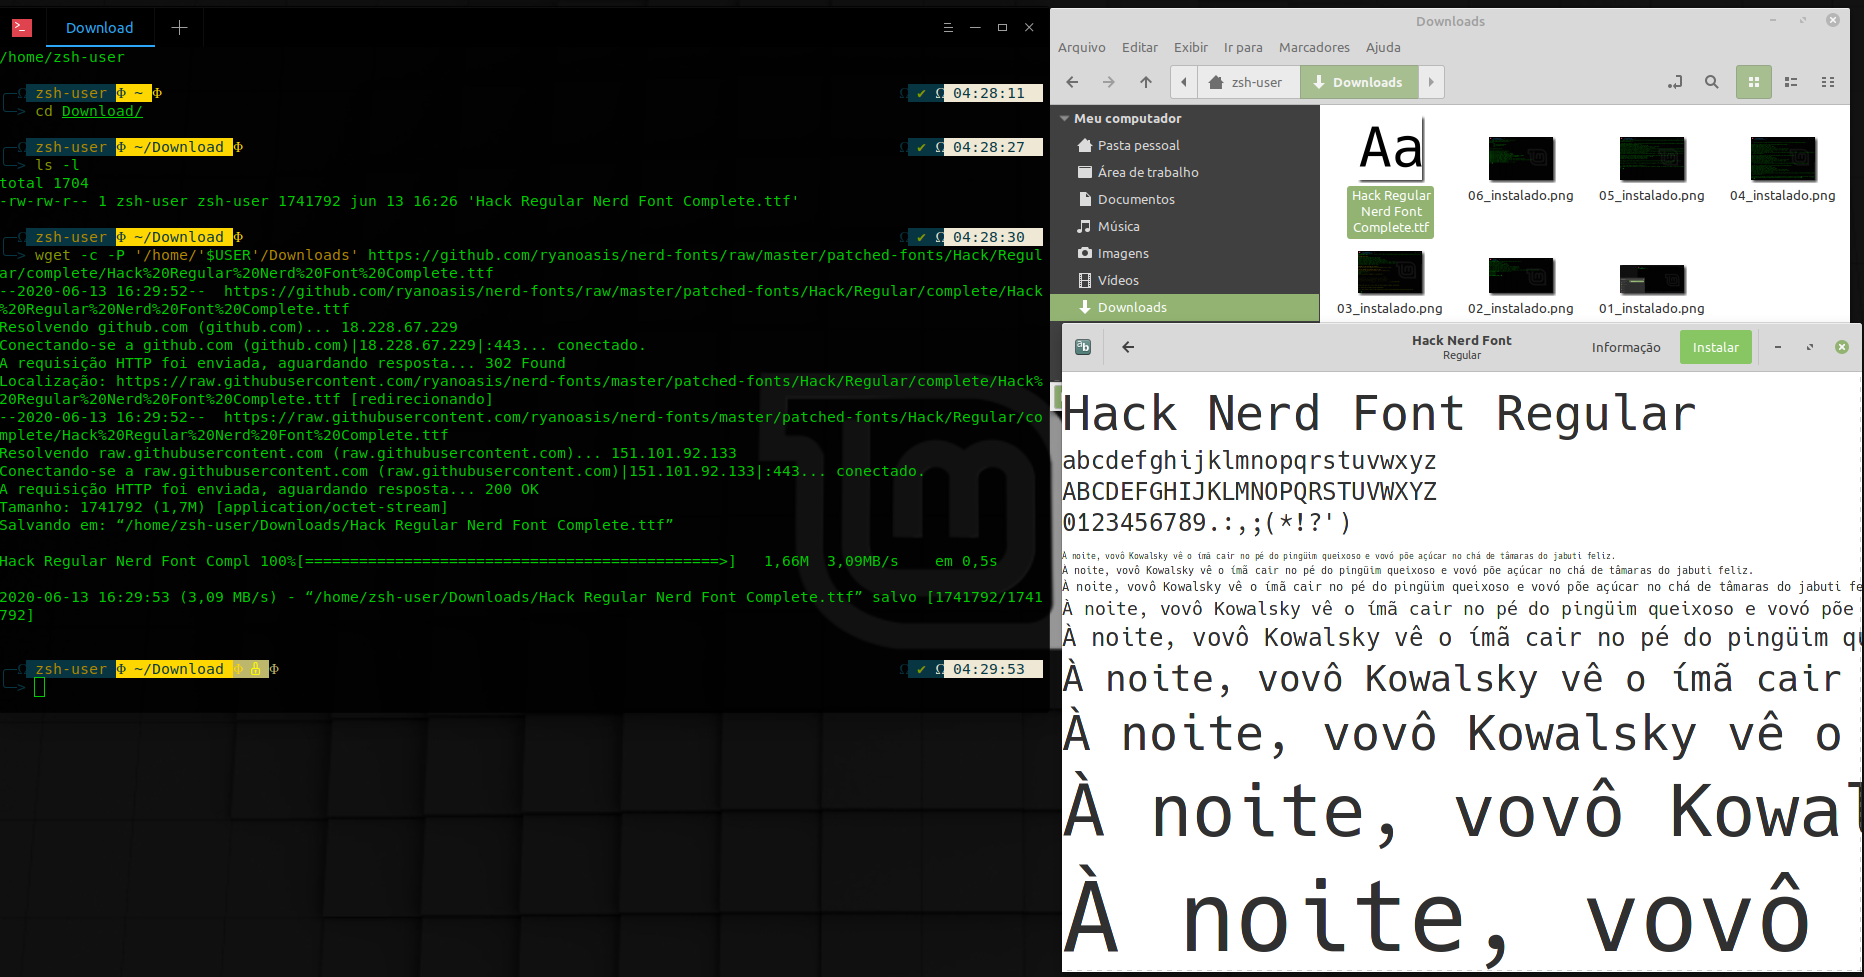 Download
/home/zsh-user
zsh-user Φ ~ Φ ✔ Ω 04:28:11
> cd Download/
zsh-user Φ ~/Download Φ ✔ Ω 04:28:27
> ls -l
total 1704
-rw-rw-r-- 1 zsh-user zsh-user 1741792 jun 13 16:26 'Hack Regular Nerd Font Complete.ttf'
zsh-user Φ ~/Download Φ ✔ Ω 04:28:30
> wget -c -P '/home/'$USER'/Downloads' https://github.com/ryanoasis/nerd-fonts/raw/master/patched-fonts/Hack/Regul
ar/complete/Hack%20Regular%20Nerd%20Font%20Complete.ttf
--2020-06-13 16:29:52--  https://github.com/ryanoasis/nerd-fonts/raw/master/patched-fonts/Hack/Regular/complete/Hack
%20Regular%20Nerd%20Font%20Complete.ttf
Resolvendo github.com (github.com)... 18.228.67.229
Conectando-se a github.com (github.com)|18.228.67.229|:443... conectado.
A requisição HTTP foi enviada, aguardando resposta... 302 Found
Localização: https://raw.githubusercontent.com/ryanoasis/nerd-fonts/master/patched-fonts/Hack/Regular/complete/Hack%
20Regular%20Nerd%20Font%20Complete.ttf [redirecionando]
--2020-06-13 16:29:52--  https://raw.githubusercontent.com/ryanoasis/nerd-fonts/master/patched-fonts/Hack/Regular/co
mplete/Hack%20Regular%20Nerd%20Font%20Complete.ttf
Resolvendo raw.githubusercontent.com (raw.githubusercontent.com)... 151.101.92.133
Conectando-se a raw.githubusercontent.com (raw.githubusercontent.com)|151.101.92.133|:443... conectado.
A requisição HTTP foi enviada, aguardando resposta... 200 OK
Tamanho: 1741792 (1,7M) [application/octet-stream]
Salvando em: “/home/zsh-user/Downloads/Hack Regular Nerd Font Complete.ttf”
Hack Regular Nerd Font Compl 100%[==============================================>]   1,66M  3,09MB/s    em 0,5s
2020-06-13 16:29:53 (3,09 MB/s) - “/home/zsh-user/Downloads/Hack Regular Nerd Font Complete.ttf” salvo [1741792/1741
792]
zsh-user Φ ~/Download Φ Φ ✔ Ω 04:29:53
>
Downloads
Arquivo Editar Exibir Ir para Marcadores Ajuda
zsh-user Downloads
Meu computador
Pasta pessoal
Área de trabalho
Documentos
Música
Imagens
Vídeos
Downloads
Aa
Hack Regular
Nerd Font
Complete.ttf
06_instalado.png 05_instalado.png 04_instalado.png
03_instalado.png 02_instalado.png 01_instalado.png
Hack Nerd Font
Regular
Informação Instalar
Hack Nerd Font Regular
abcdefghijklmnopqrstuvwxyz
ABCDEFGHIJKLMNOPQRSTUVWXYZ
0123456789.:,;(*!?')
À noite, vovô Kowalsky vê o ímã cair no pé do pingüim queixoso e vovó põe açúcar no chá de tâmaras do jabuti feliz.
À noite, vovô Kowalsky vê o ímã cair no pé do pingüim queixoso e vovó põe açúcar no chá de tâmaras do jabuti feliz.
À noite, vovô Kowalsky vê o ímã cair no pé do pingüim queixoso e vovó põe açúcar no chá de tâmaras do jabuti fe
À noite, vovô Kowalsky vê o ímã cair no pé do pingüim queixoso e vovó põe
À noite, vovô Kowalsky vê o ímã cair no pé do pingüim qu
À noite, vovô Kowalsky vê o ímã cair
À noite, vovô Kowalsky vê o
À noite, vovô Kowal
À noite, vovô